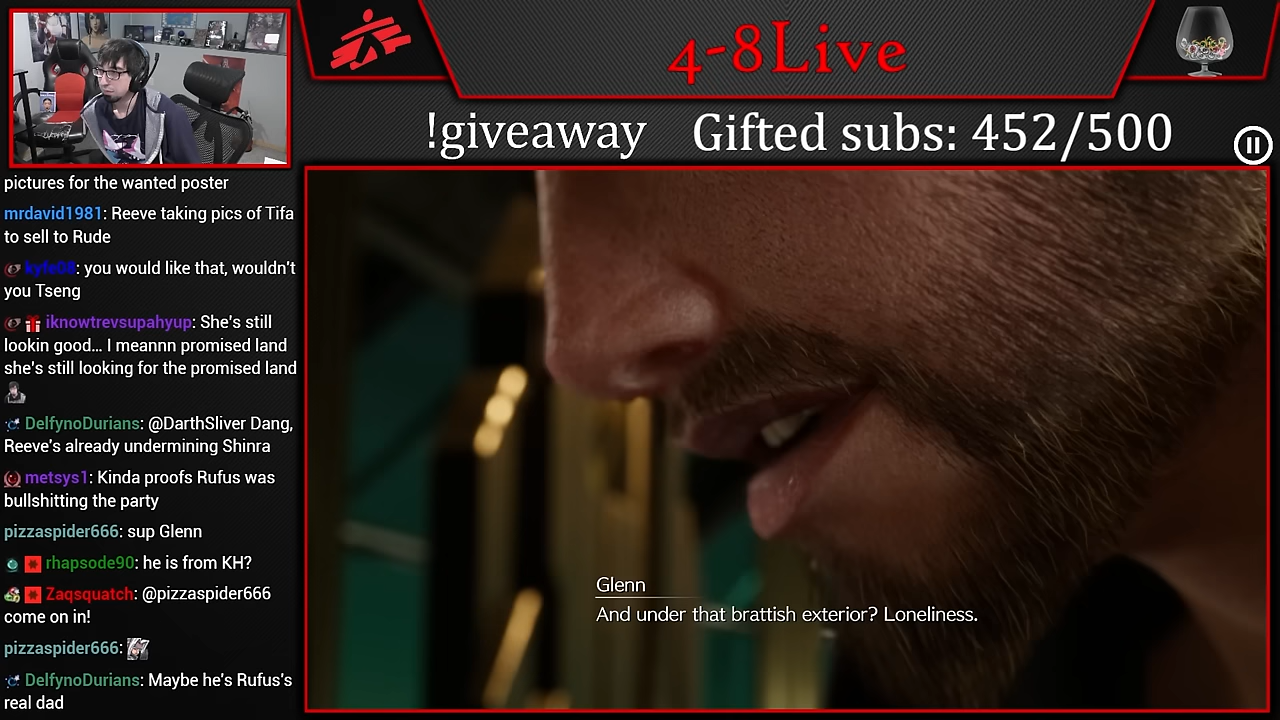 4-8Live
!giveaway
Gifted subs: 452/500
pictures for the wanted poster
mrdavid1981: Reeve taking pics of Tifa
to sell to Rude
kyfe08: you would like that, wouldn't
you Tseng
iknowtrevsupahyup: She's still
lookin good... I meannn promised land
she's still looking for the promised land
DelfynoDurians: @DarthSliver Dang,
Reeve's already undermining Shinra
metsys1: Kinda proofs Rufus was
bullshitting the party
pizzaspider666: sup Glenn
rhapsode90: he is from KH?
Zaqsquatch: @pizzaspider666
come on in!
pizzaspider666:
DelfynoDurians: Maybe he's Rufus's
real dad
Glenn
And under that brattish exterior? Loneliness.